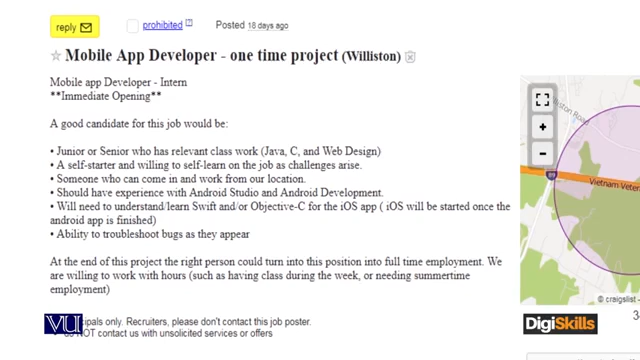 reply
prohibited [?]
Posted 18 days ago
Mobile App Developer - one time project (Williston)
Mobile app Developer - Intern
**Immediate Opening**
A good candidate for this job would be:
• Junior or Senior who has relevant class work (Java, C, and Web Design)
• A self-starter and willing to self-learn on the job as challenges arise.
• Someone who can come in and work from our location.
• Should have experience with Android Studio and Android Development.
• Will need to understand/learn Swift and/or Objective-C for the iOS app ( iOS will be started once the
android app is finished)
• Ability to troubleshoot bugs as they appear
At the end of this project the right person could turn into this position into full time employment. We
are willing to work with hours (such as having class during the week, or needing summertime
employment)
cipals only. Recruiters, please don't contact this job poster.
do NOT contact us with unsolicited services or offers
VU
lliston Road
Vietnam Veter
© craigslist
DigiSkills